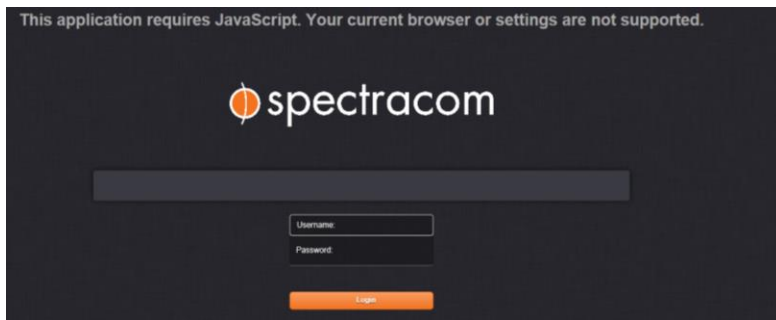 This application requires JavaScript. Your current browser or settings are not supported.
spectracom
Username:
Password:
Login